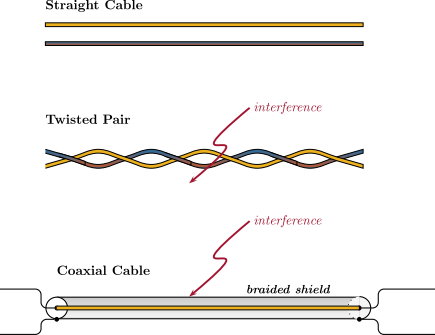 Straight Cable
interference
Twisted Pair
interference
Coaxial Cable
braided shield